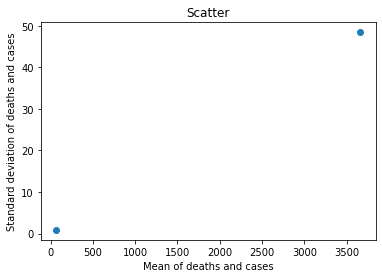 Scatter
Standard deviation of deaths and cases
50
40
30
20
10
0
0 500 1000 1500 2000 2500 3000 3500
Mean of deaths and cases